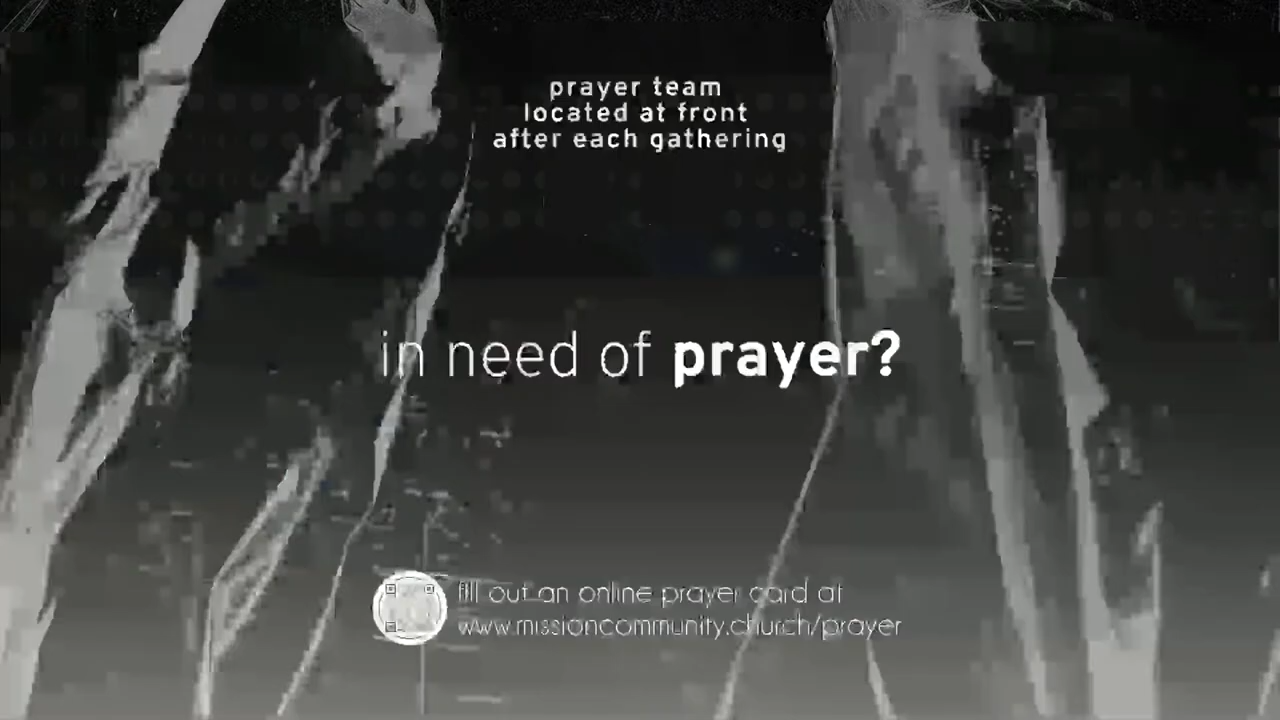 prayer team
located at front
after each gathering
in need of prayer?
fill out an online prayer card at
www.missioncommunity.church/prayer